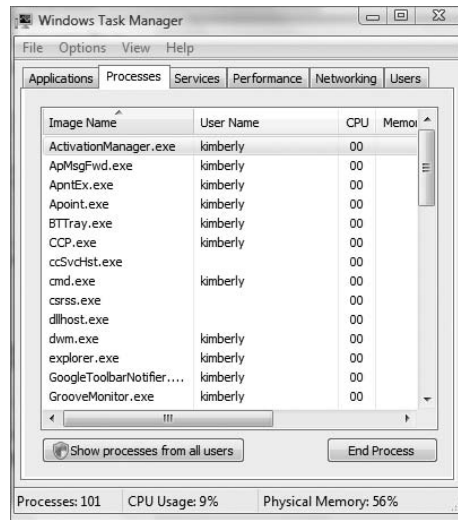 Windows Task Manager
File Options View Help
Applications Processes Services Performance Networking Users
Image Name User Name CPU Memor
ActivationManager.exe kimberly 00
ApMsgFwd.exe kimberly 00
ApntEx.exe kimberly 00
Apoint.exe kimberly 00
BTTray.exe kimberly 00
CCP.exe kimberly 00
ccSvcHst.exe 00
cmd.exe kimberly 00
csrss.exe 00
dllhost.exe 00
dwm.exe kimberly 00
explorer.exe kimberly 00
GoogleToolbarNotifier.... kimberly 00
GrooveMonitor.exe kimberly 00
Show processes from all users End Process
Processes: 101 CPU Usage: 9% Physical Memory: 56%